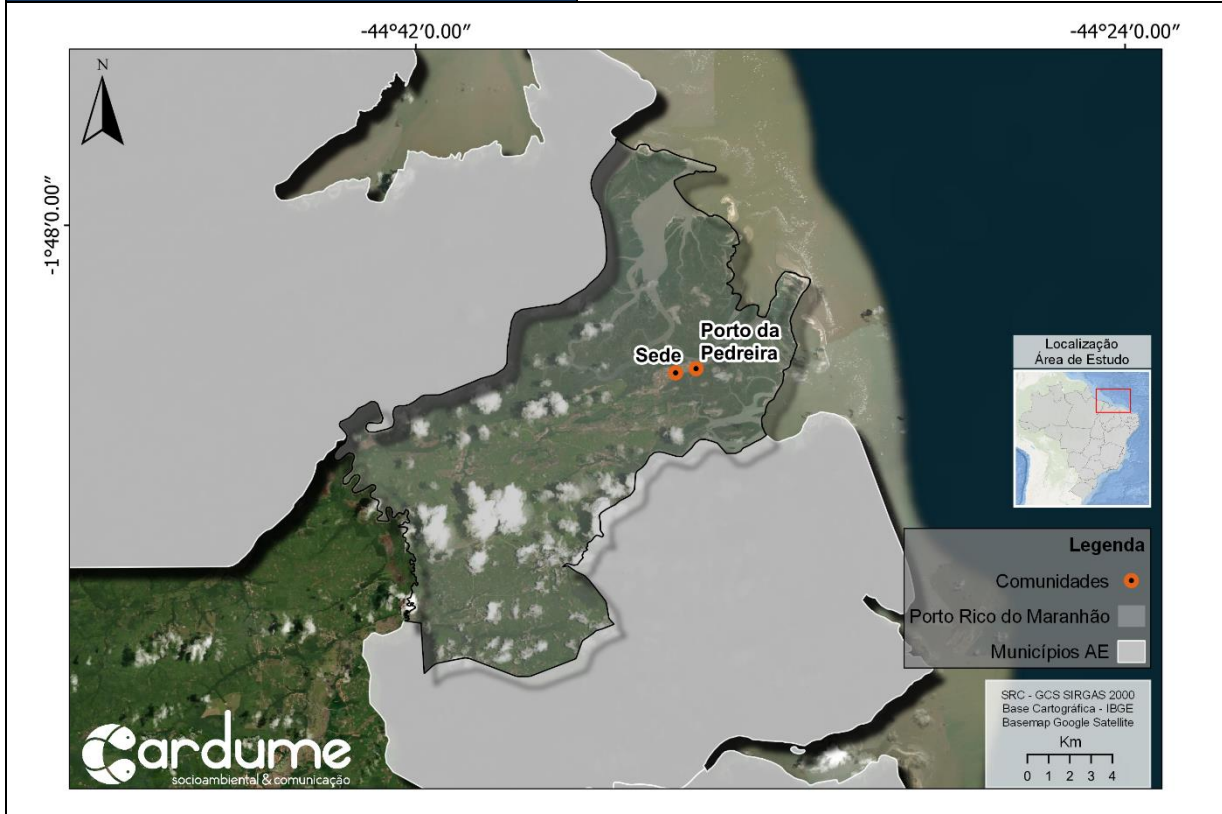 -44°42′0.00″
-44°24′0.00″
N
-1°48′0.00″
Porto da
Pedreira
Sede
Localização
Área de Estudo
Legenda
Comunidades
Porto Rico do Maranhão
Municípios AE
SRC - GCS SIRGAS 2000
Base Cartográfica - IBGE
Basemap Google Satellite
Km
0 1 2 3 4
Cardume
socioambiental & comunicação